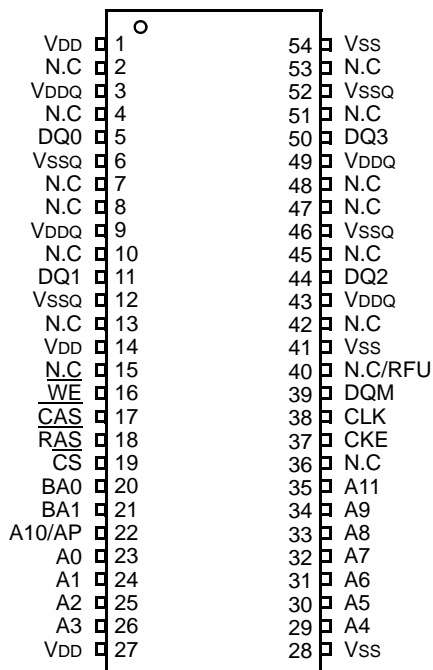 VDD 1 54 VSS
N.C 2 53 N.C
VDDQ 3 52 VSSQ
N.C 4 51 N.C
DQ0 5 50 DQ3
VSSQ 6 49 VDDQ
N.C 7 48 N.C
N.C 8 47 N.C
VDDQ 9 46 VSSQ
N.C 10 45 N.C
DQ1 11 44 DQ2
VSSQ 12 43 VDDQ
N.C 13 42 N.C
VDD 14 41 VSS
N.C 15 40 N.C/RFU
WE 16 39 DQM
CAS 17 38 CLK
RAS 18 37 CKE
CS 19 36 N.C
BA0 20 35 A11
BA1 21 34 A9
A10/AP 22 33 A8
A0 23 32 A7
A1 24 31 A6
A2 25 30 A5
A3 26 29 A4
VDD 27 28 VSS